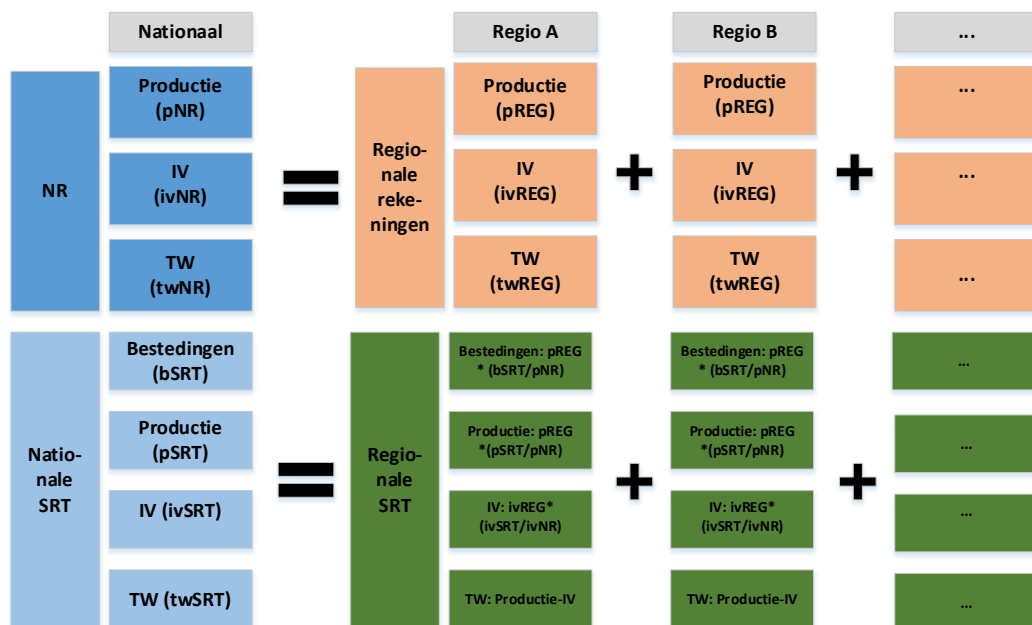 Nationaal
Regio A
Regio B
...
NR
Productie
(pNR)
IV
(ivNR)
TW
(twNR)
Regio-
nale
reke-
ningen
Productie
(pREG)
IV
(ivREG)
TW
(twREG)
Productie
(pREG)
IV
(ivREG)
TW
(twREG)
...
...
...
Natio-
nale
SRT
Bestedingen
(bSRT)
Productie
(pSRT)
IV (ivSRT)
TW (twSRT)
Regio-
nale
SRT
Bestedingen: pREG
* (bSRT/pNR)
Productie: pREG
*(pSRT/pNR)
IV: ivREG*
(ivSRT/ivNR)
TW: Productie-IV
Bestedingen: pREG
* (bSRT/pNR)
Productie: pREG
*(pSRT/pNR)
IV: ivREG*
(ivSRT/ivNR)
TW: Productie-IV
...
...
...
...